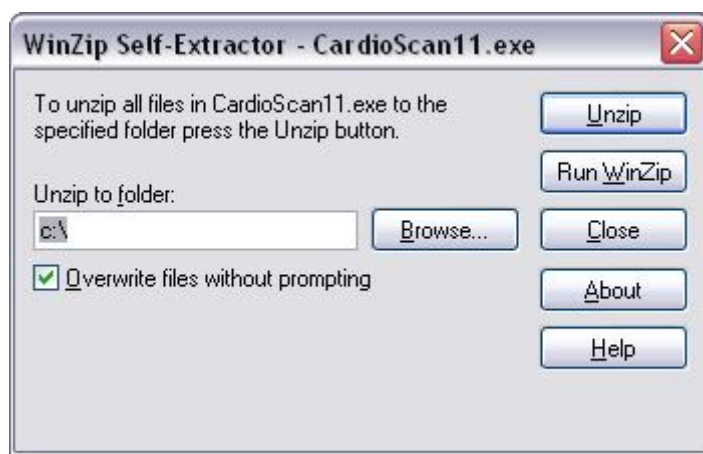 WinZip Self-Extractor - CardioScan11.exe
To unzip all files in CardioScan11.exe to the
specified folder press the Unzip button.
Unzip to folder:
c:\
Browse...
Overwrite files without prompting
Unzip
Run WinZip
Close
About
Help